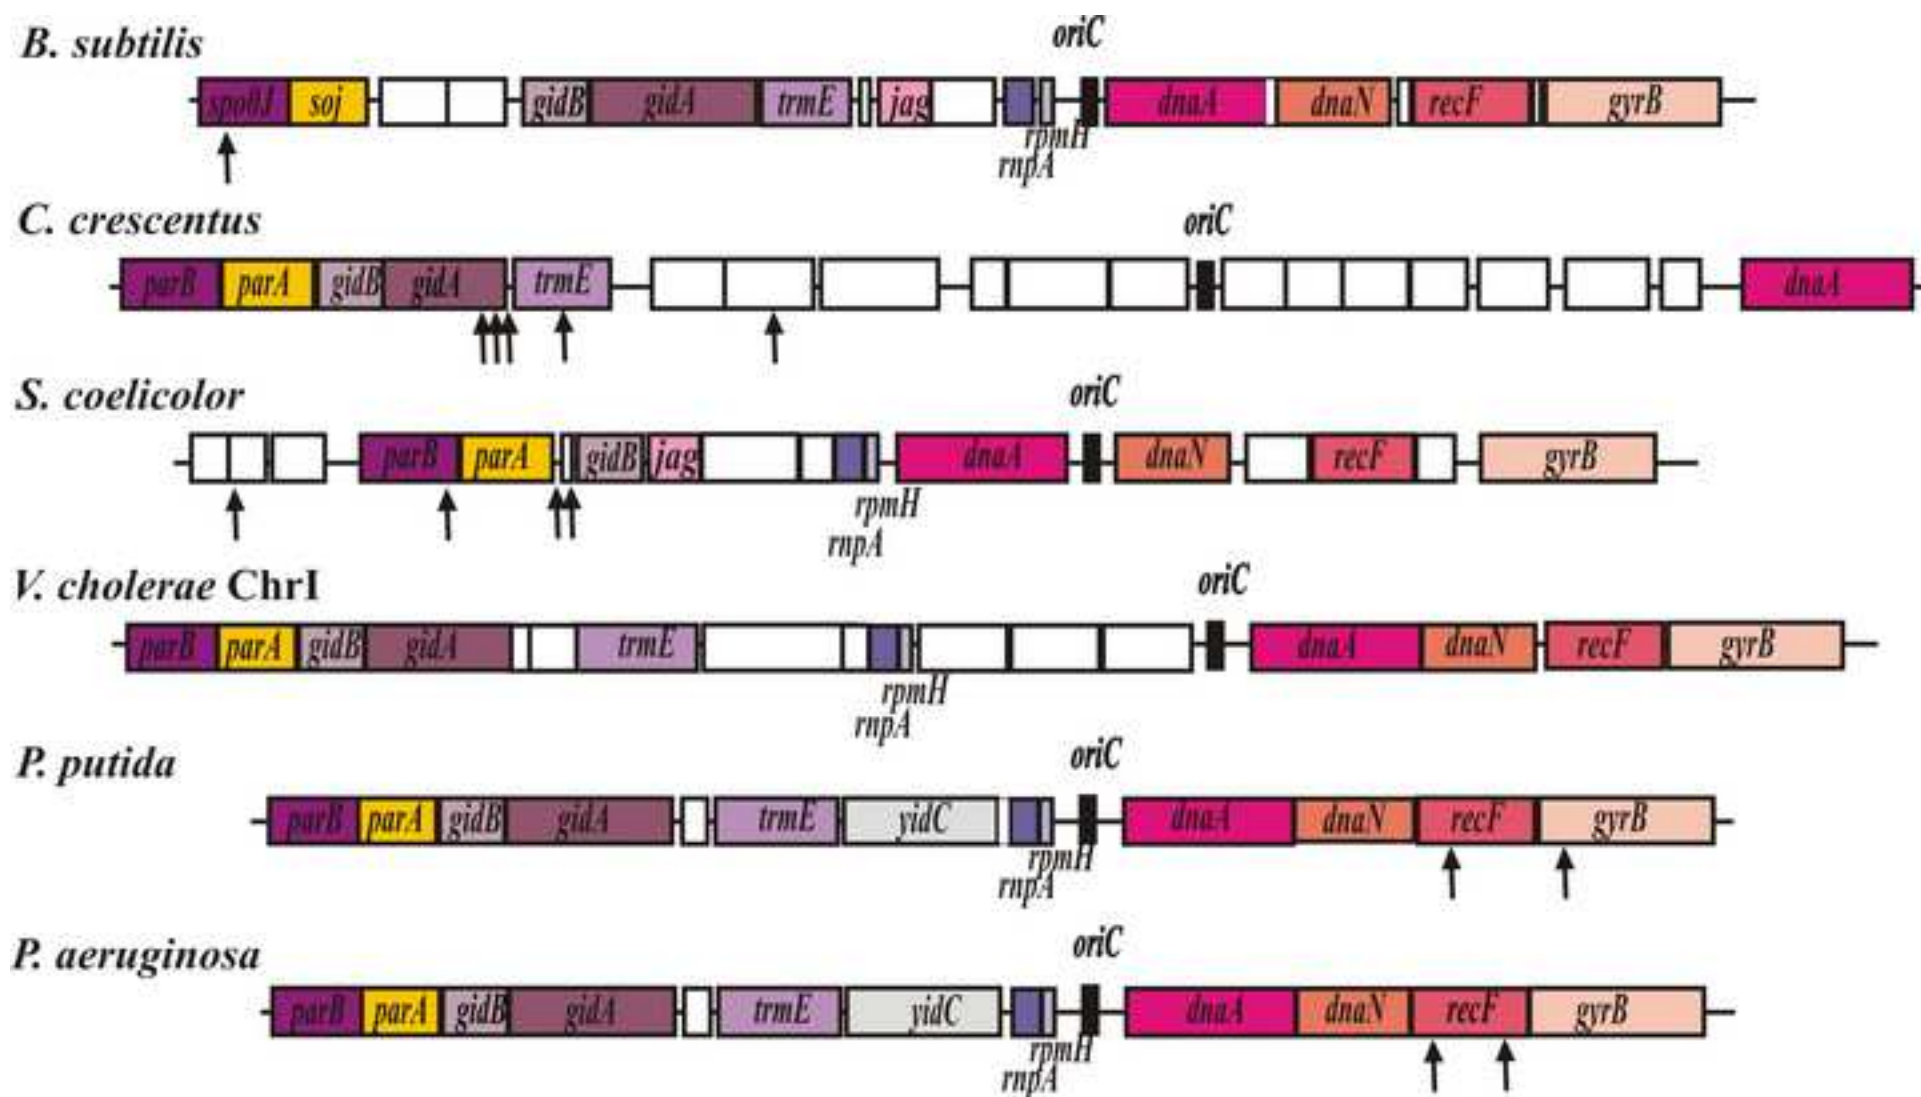 oriC
B. subtilis
spo0J soj gidB gidA trmE jag dnaA dnaN recF gyrB
rpmH
rnpA
C. crescentus
oriC
parB parA gidB gidA trmE dnaA
S. coelicolor
oriC
parB parA gidB jag dnaA dnaN recF gyrB
rpmH
rnpA
V. cholerae ChrI
oriC
parB parA gidB gidA trmE dnaA dnaN recF gyrB
rpmH
rnpA
P. putida
oriC
parB parA gidB gidA trmE yidC dnaA dnaN recF gyrB
rpmH
rnpA
P. aeruginosa
oriC
parB parA gidB gidA trmE yidC dnaA dnaN recF gyrB
rpmH
rnpA